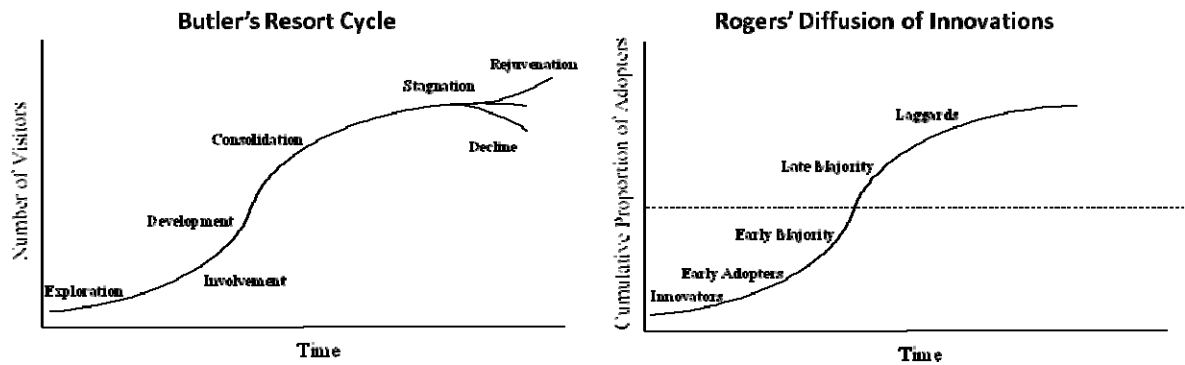 Butler's Resort Cycle
Number of Visitors
Rejuvenation
Stagnation
Consolidation
Decline
Development
Involvement
Exploration
Time
Rogers' Diffusion of Innovations
Cumulative Proportion of Adopters
Laggards
Late Majority
Early Majority
Early Adopters
Innovators
Time